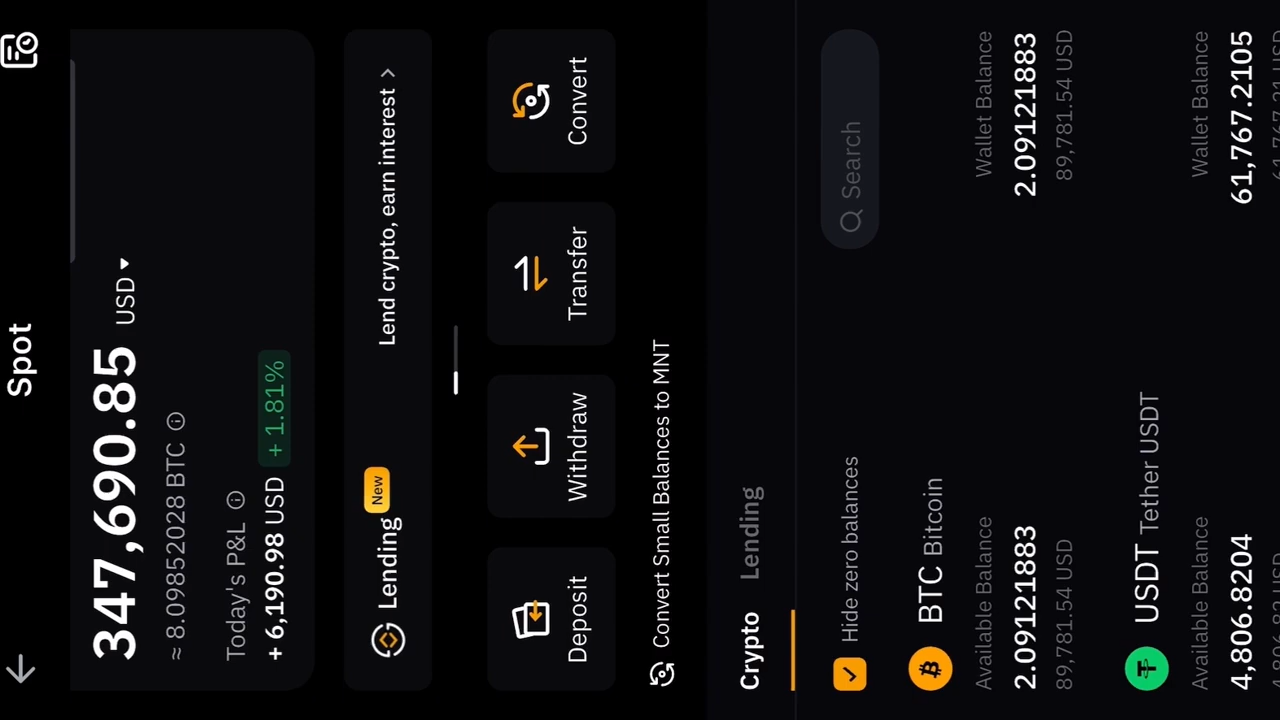 Spot
347,690.85 USD
≈ 8.09852028 BTC
Today's P&L
+ 6,190.98 USD + 1.81%
Lending New Lend crypto, earn interest >
Deposit Withdraw Transfer Convert
Convert Small Balances to MNT
Crypto Lending
Hide zero balances Search
BTC Bitcoin
Available Balance Wallet Balance
2.09121883 2.09121883
89,781.54 USD 89,781.54 USD
USDT Tether USDT
Available Balance Wallet Balance
4,806.8204 61,767.2105